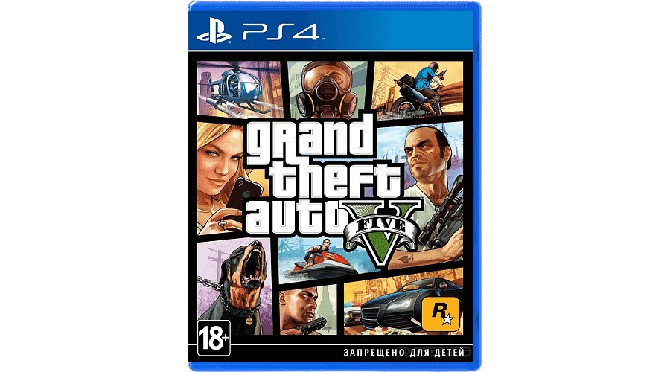 PS4
grand
theft
auto
V
FIVE
R
18+
ЗАПРЕЩЕНО ДЛЯ ДЕТЕЙ